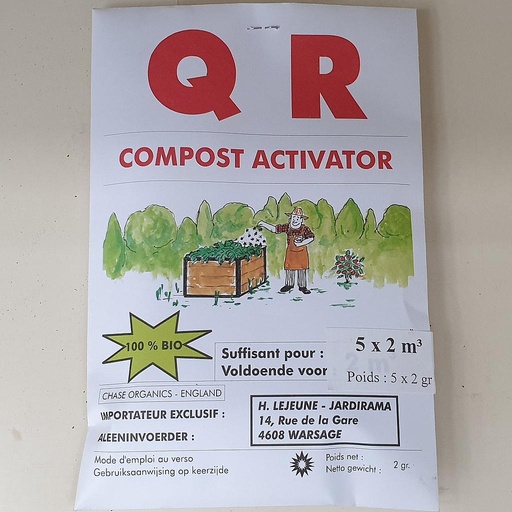 Q R
COMPOST ACTIVATOR
100 % BIO
Suffisant pour :
Voldoende voor
5 x 2 m³
Poids : 5 x 2 gr
CHASE ORGANICS - ENGLAND
IMPORTATEUR EXCLUSIF :
ALEENINVOERDER :
H. LEJEUNE - JARDIRAMA
14, Rue de la Gare
4608 WARSAGE
Mode d'emploi au verso
Gebruiksaanwijsing op keerzijde
Poids net :
Netto gewicht :
2 gr.